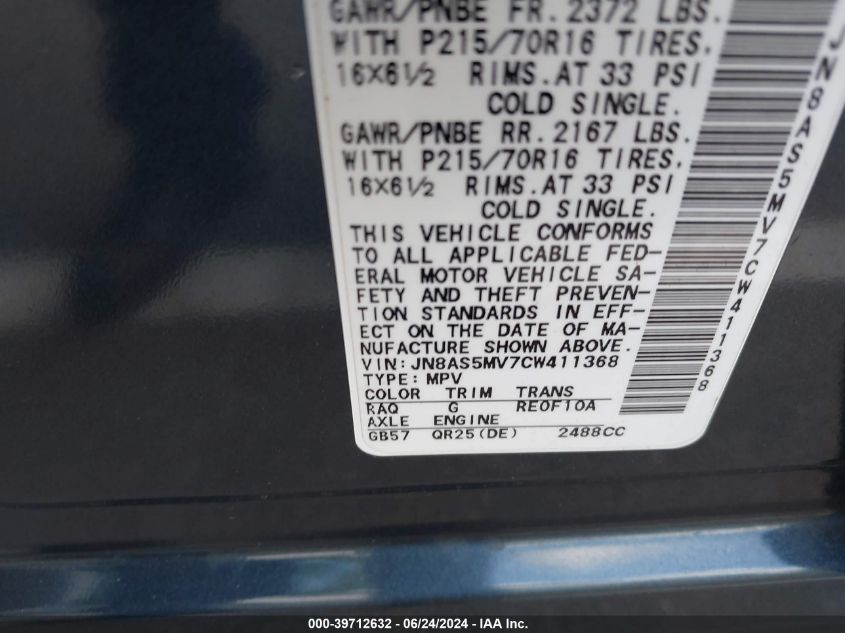 GAWR/PNBE FR. 2372 LBS.
WITH P215/70R16 TIRES.
16X6½ RIMS. AT 33 PSI
COLD SINGLE.
GAWR/PNBE RR. 2167 LBS.
WITH P215/70R16 TIRES.
16X6½ RIMS. AT 33 PSI
COLD SINGLE.
THIS VEHICLE CONFORMS
TO ALL APPLICABLE FED-
ERAL MOTOR VEHICLE SA-
FETY AND THEFT PREVEN-
TION STANDARDS IN EFF-
ECT ON THE DATE OF MA-
NUFACTURE SHOWN ABOVE.
VIN: JN8AS5MV7CW411368
TYPE: MPV
COLOR TRIM TRANS
RAQ G RE0F10A
AXLE ENGINE
GB57 QR25(DE) 2488CC
JN8AS5MV7CW411368
000-39712632 - 06/24/2024 - IAA Inc.